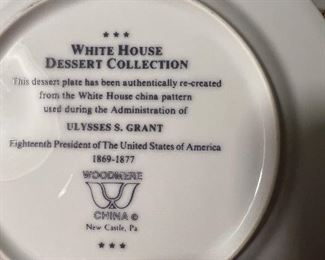 ★ ★ ★
WHITE HOUSE
DESSERT COLLECTION
This dessert plate has been authentically re-created
from the White House china pattern
used during the Administration of
ULYSSES S. GRANT
Eighteenth President of The United States of America
1869-1877
WOODMERE
CHINA ©
New Castle, Pa.
★ ★ ★